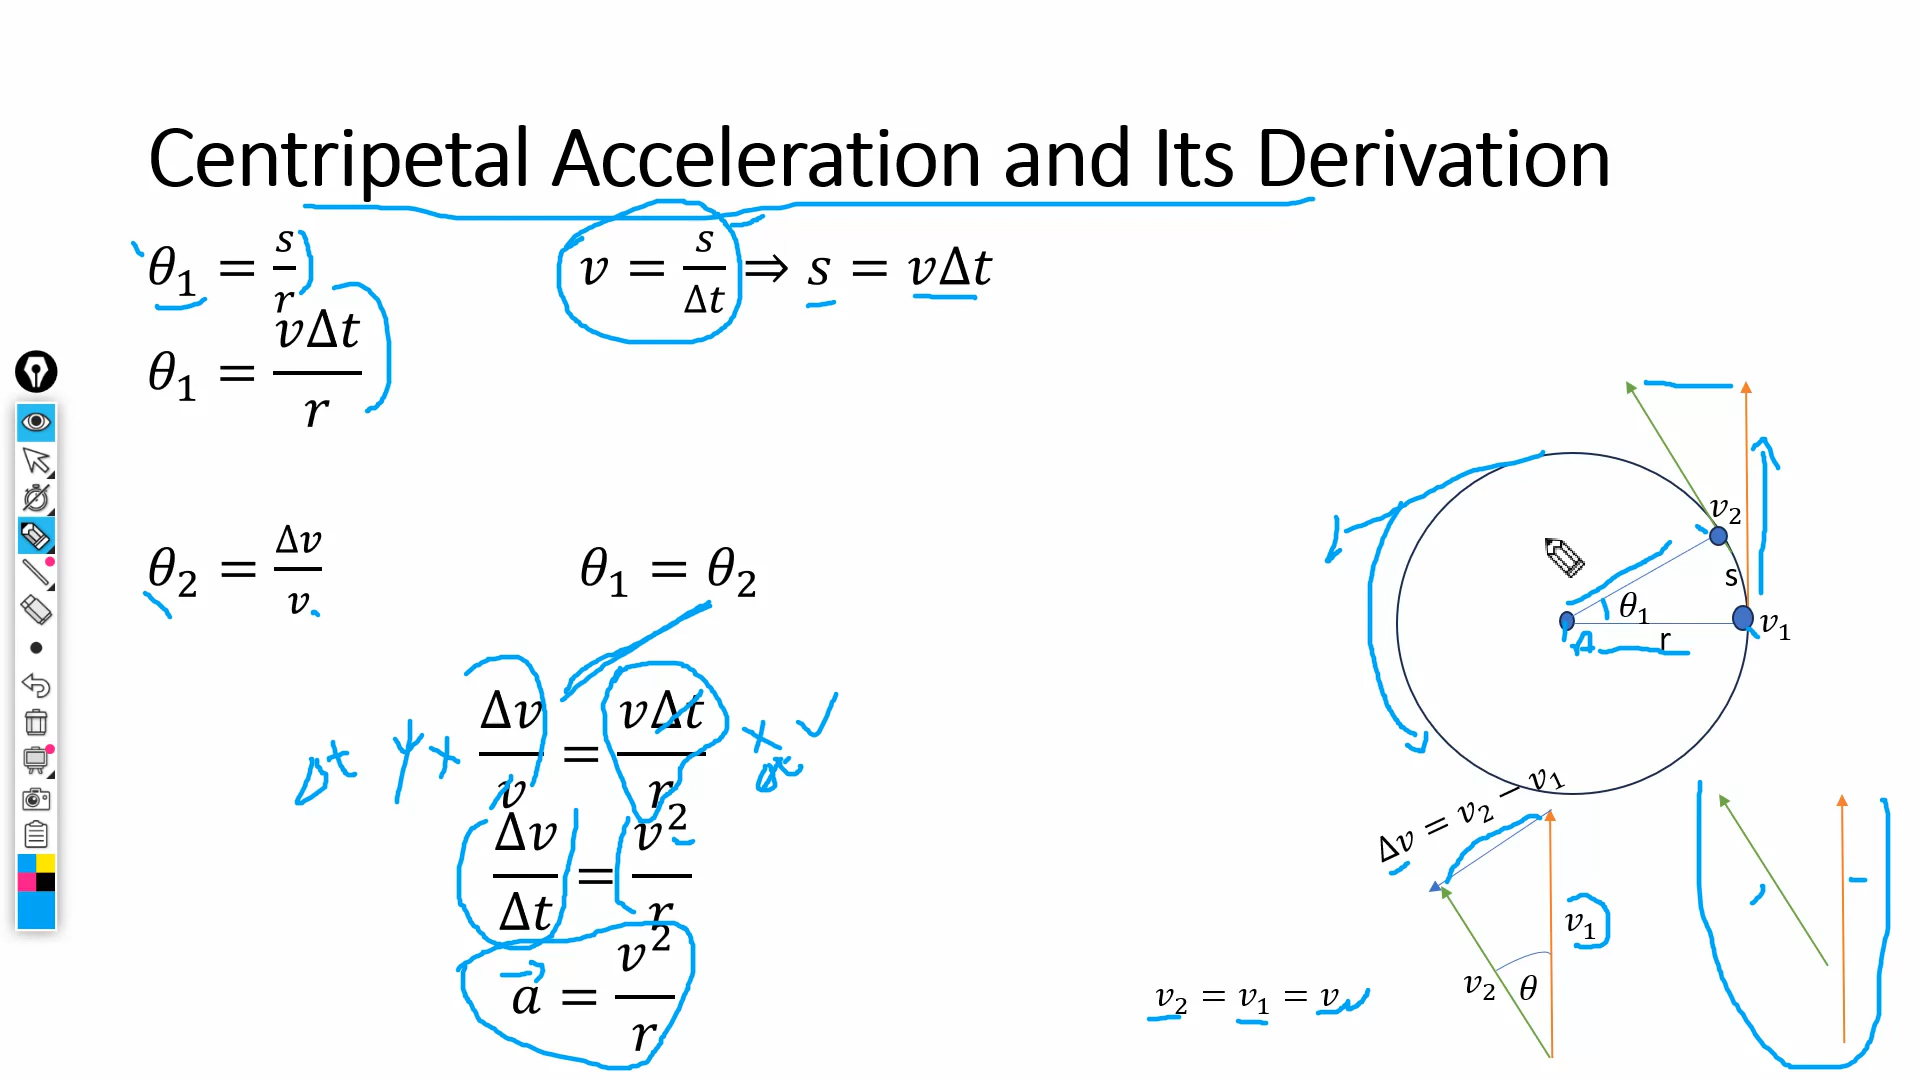 Centripetal Acceleration and Its Derivation
θ₁ = s/r
v = s/Δt ⇒ s = vΔt
θ₁ = vΔt/r
θ₂ = Δv/v
θ₁ = θ₂
Δt × Δv/v = vΔt/r ×
Δv/Δt = v²/r
a = v²/r
v₂
s
θ₁
v₁
A
r
Δv = v₂ − v₁
v₁
v₂ θ
v₂ = v₁ = v